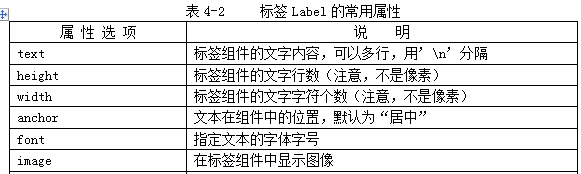 表 4-2 标签 Label 的常用属性
属 性 选 项 说 明
text 标签组件的文字内容，可以多行，用’\n’分隔
height 标签组件的文字行数（注意，不是像素）
width 标签组件的文字字符个数（注意，不是像素）
anchor 文本在组件中的位置，默认为“居中”
font 指定文本的字体字号
image 在标签组件中显示图像